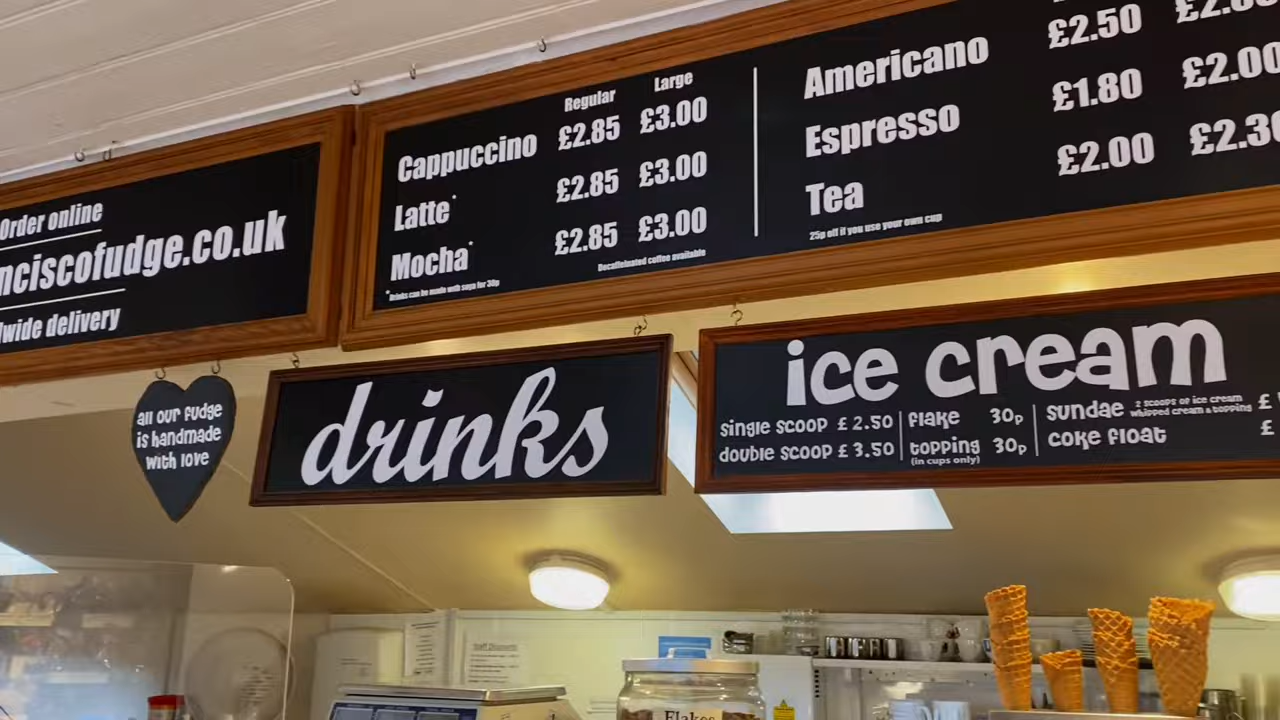 Order online
nciscofudge.co.uk
wide delivery
Regular Large
Cappuccino £2.85 £3.00
Latte* £2.85 £3.00
Mocha* £2.85 £3.00
*Drinks can be made with soya for 30p
Decaffeinated coffee available
Americano £2.50
Espresso £1.80 £2.00
Tea £2.00 £2.30
25p off if you use your own cup
all our fudge
is handmade
with love
drinks
ice cream
single scoop £2.50
double scoop £3.50
flake 30p
topping 30p
(in cups only)
sundae 2 scoops of ice cream
whipped cream & topping £
coke float £
Staff Discounts
Flakes